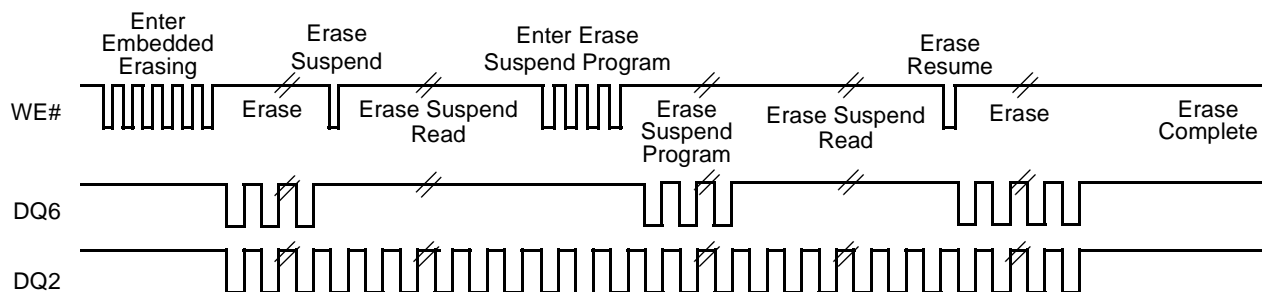 Enter
Embedded
Erasing
Erase
Suspend
Enter Erase
Suspend Program
Erase
Resume
WE#
Erase
Erase Suspend
Read
Erase
Suspend
Program
Erase Suspend
Read
Erase
Erase
Complete
DQ6
DQ2